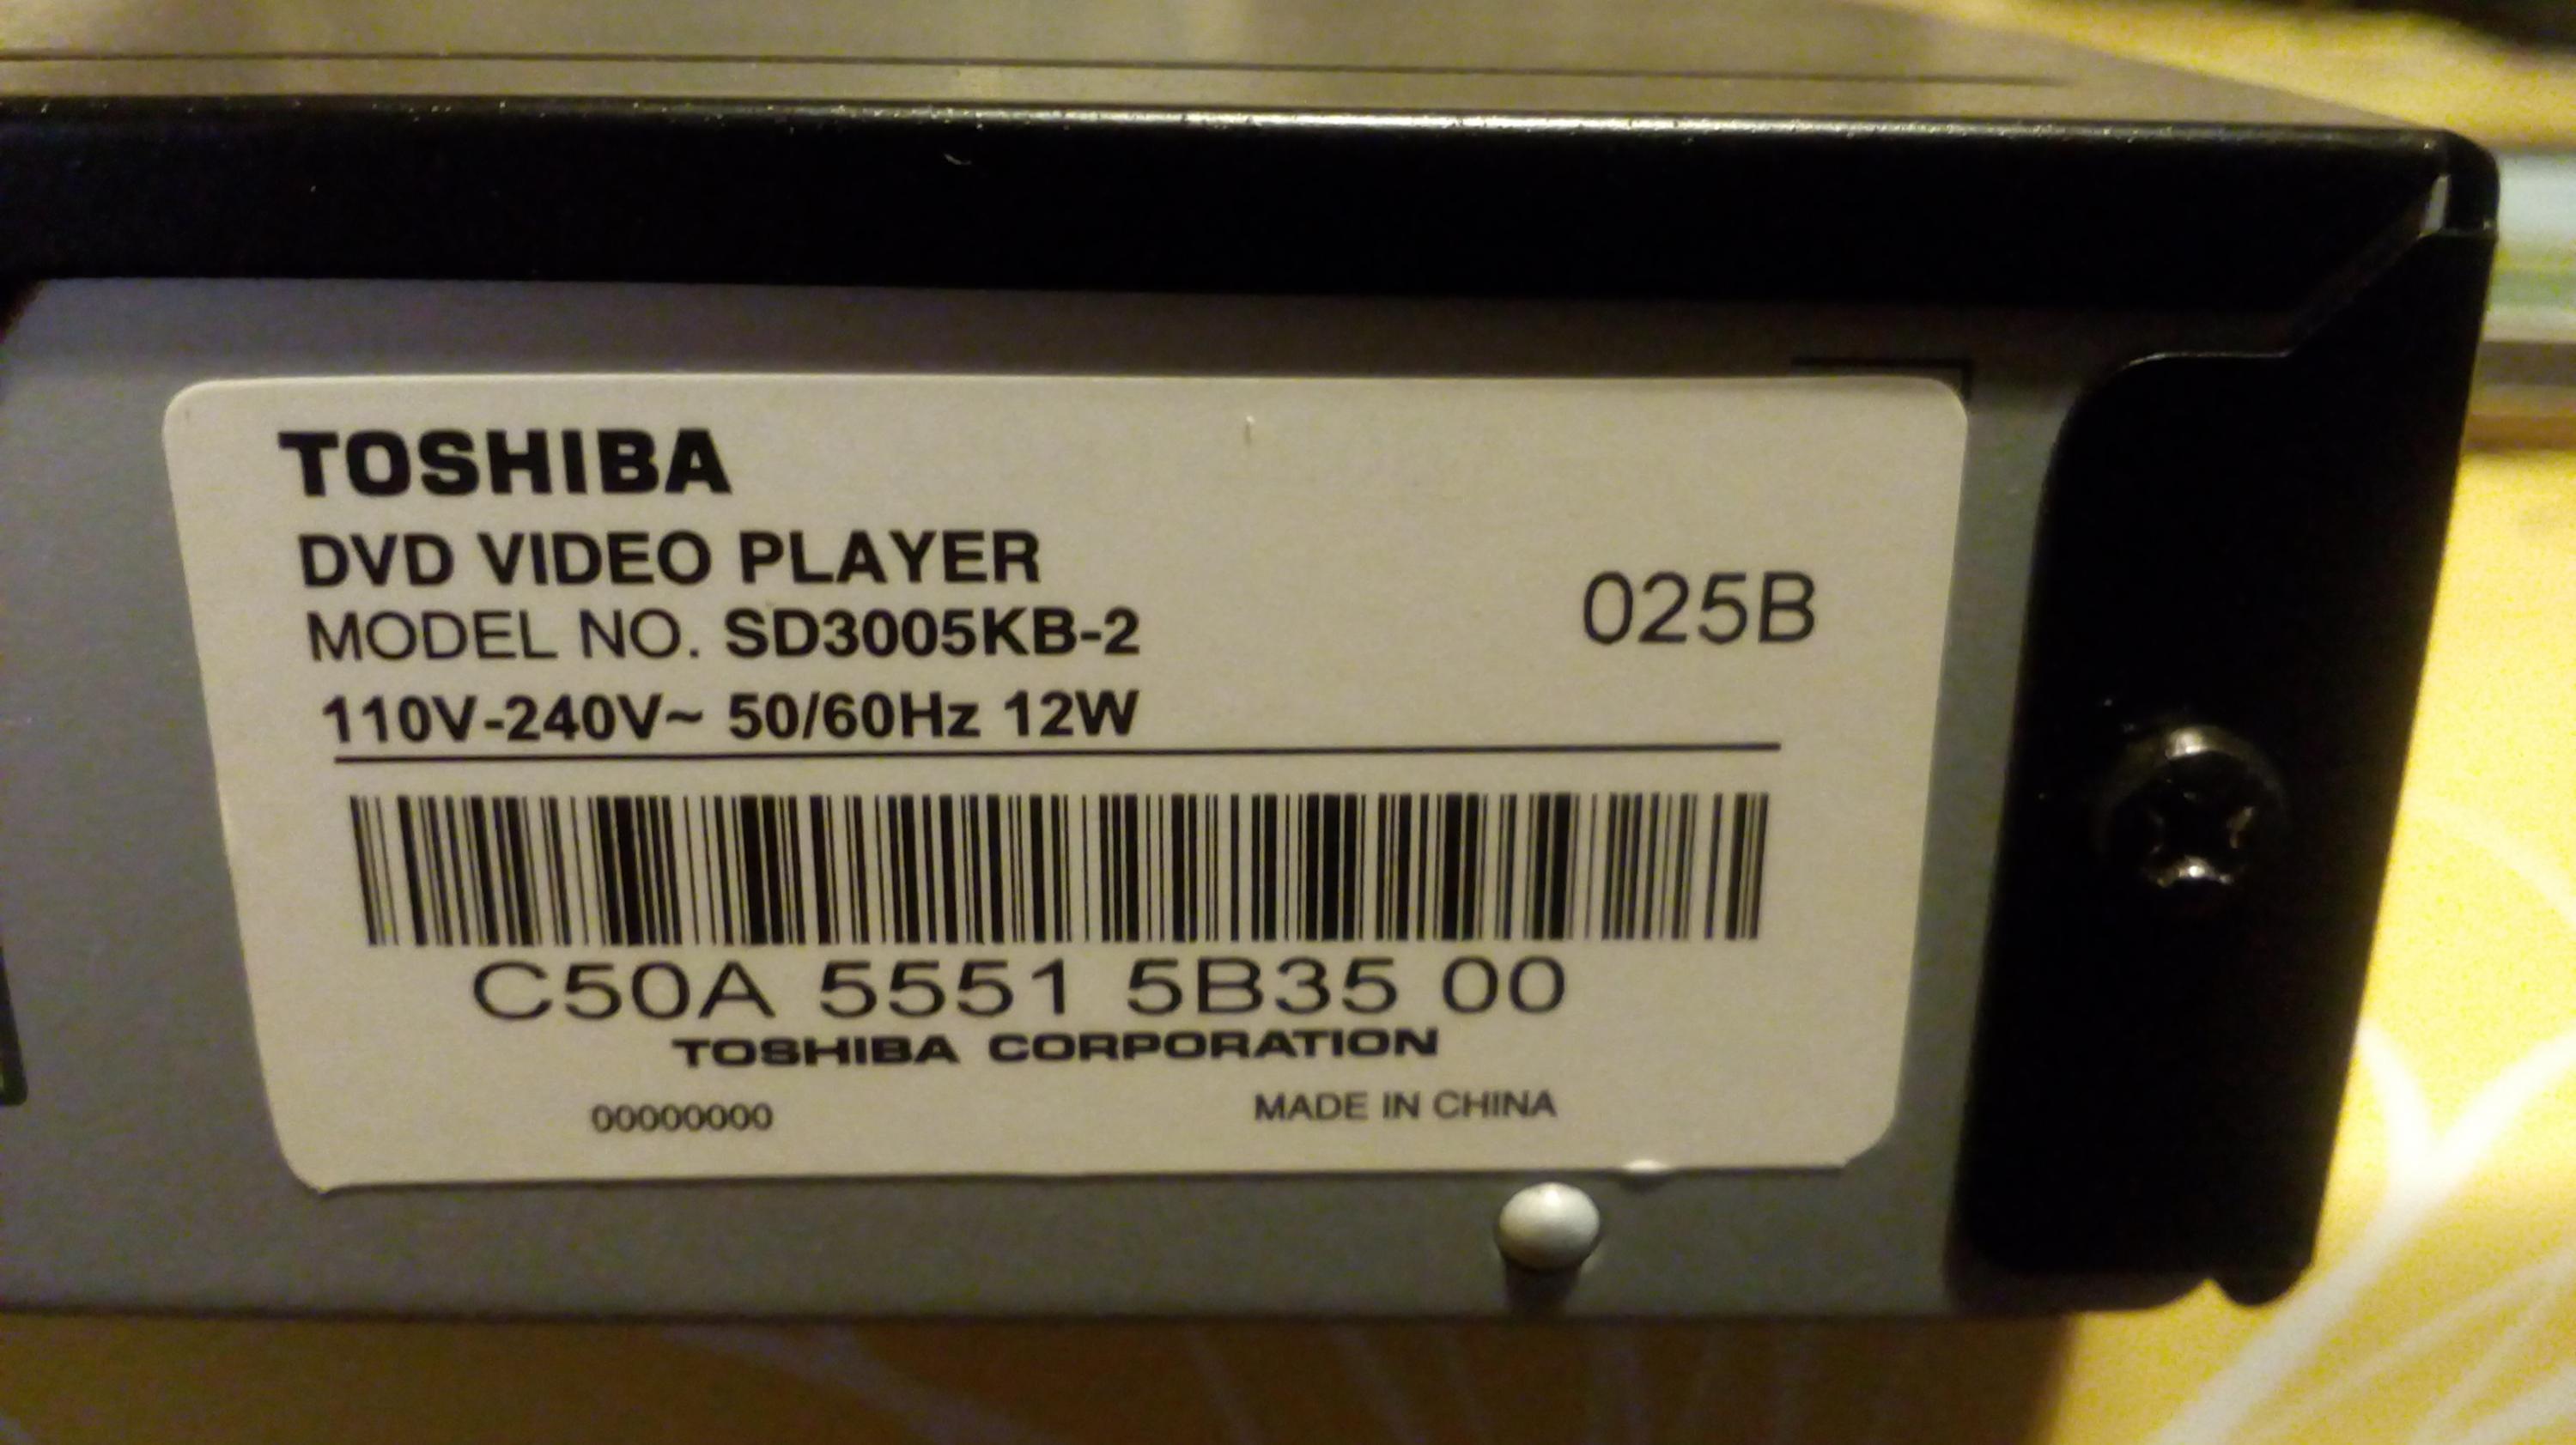 TOSHIBA
DVD VIDEO PLAYER
MODEL NO. SD3005KB-2
025B
110V-240V~ 50/60Hz 12W
C50A 5551 5B35 00
TOSHIBA CORPORATION
00000000 MADE IN CHINA